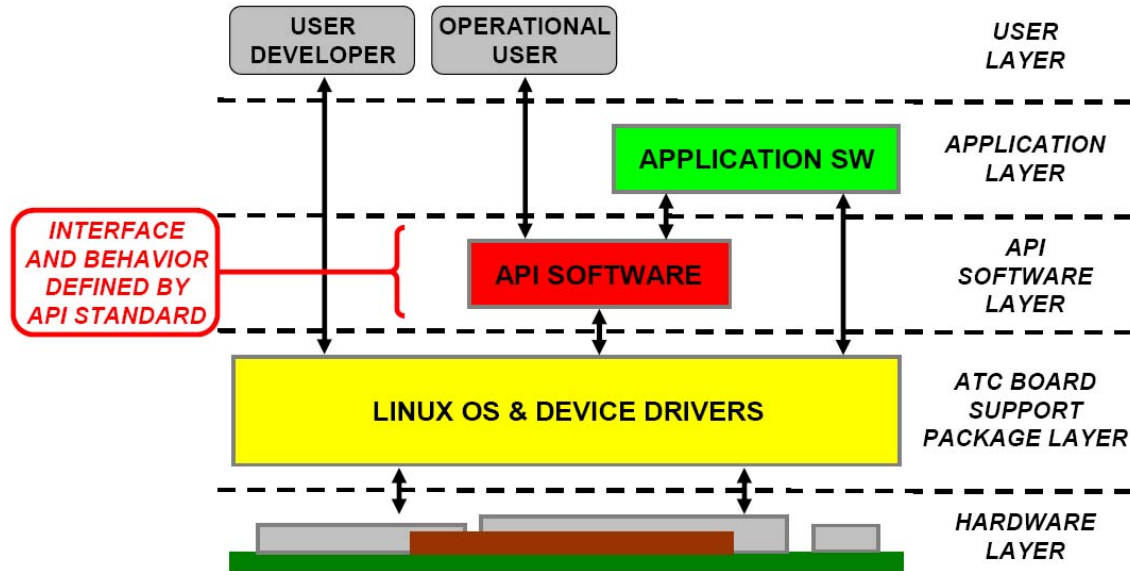 USER
DEVELOPER
OPERATIONAL
USER
USER
LAYER
APPLICATION SW
APPLICATION
LAYER
INTERFACE
AND BEHAVIOR
DEFINED BY
API STANDARD
API SOFTWARE
API
SOFTWARE
LAYER
LINUX OS & DEVICE DRIVERS
ATC BOARD
SUPPORT
PACKAGE LAYER
HARDWARE
LAYER